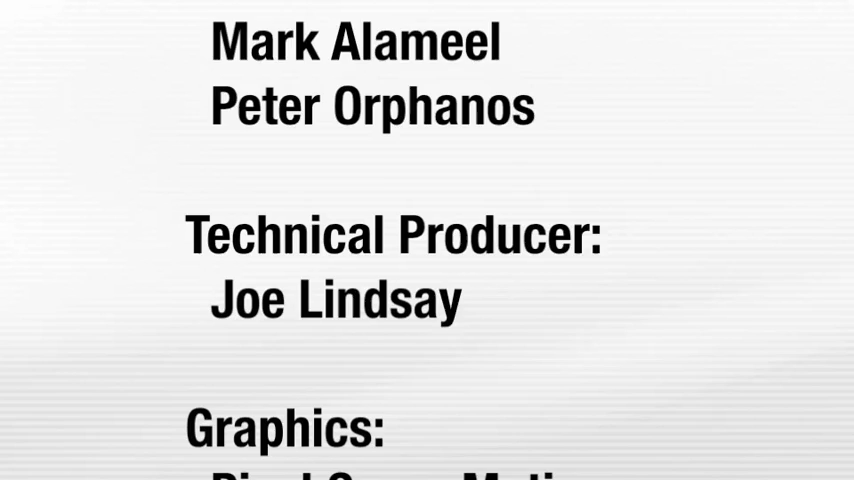 Mark Alameel
Peter Orphanos
Technical Producer:
Joe Lindsay
Graphics: